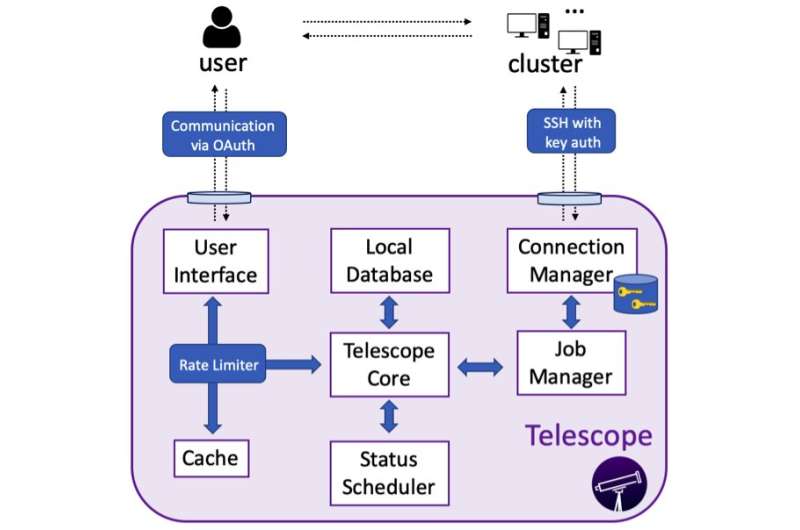 user
cluster
Communication
via OAuth
SSH with
key auth
User
Interface
Local
Database
Connection
Manager
Rate Limiter
Telescope
Core
Job
Manager
Cache
Status
Scheduler
Telescope